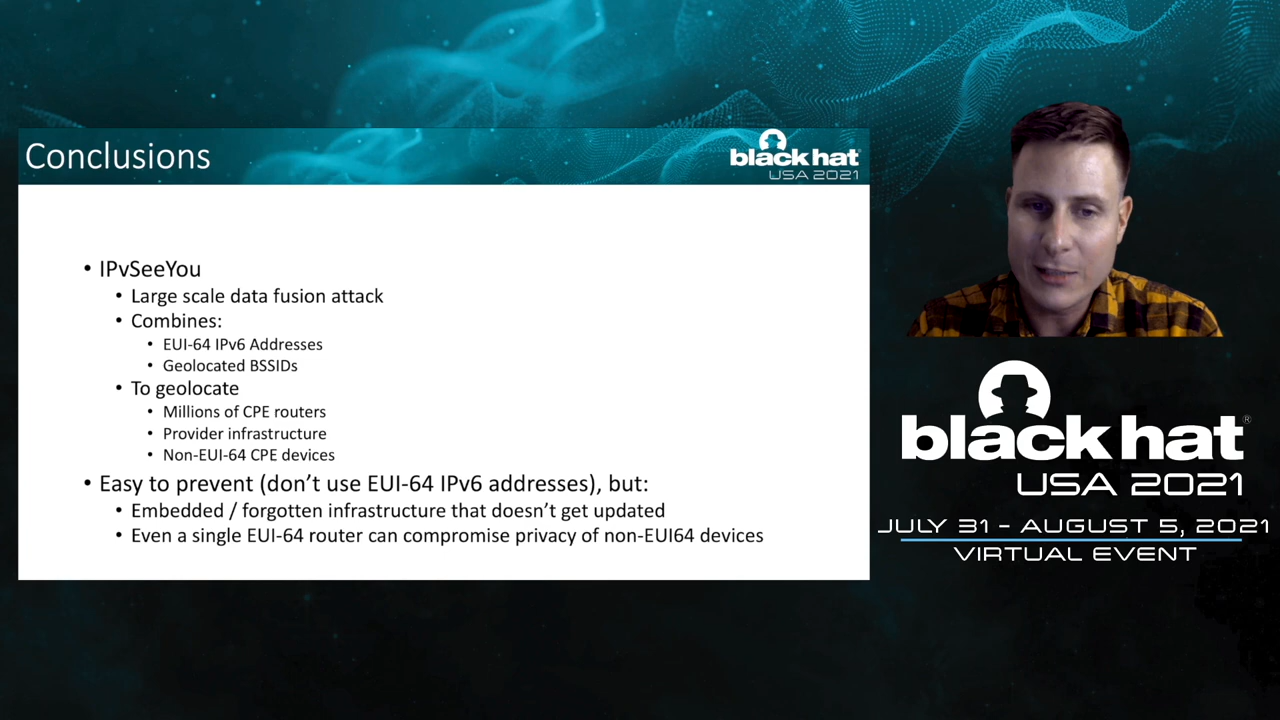 Conclusions
black hat®
USA 2021
• IPvSeeYou
• Large scale data fusion attack
• Combines:
• EUI-64 IPv6 Addresses
• Geolocated BSSIDs
• To geolocate
• Millions of CPE routers
• Provider infrastructure
• Non-EUI-64 CPE devices
• Easy to prevent (don’t use EUI-64 IPv6 addresses), but:
• Embedded / forgotten infrastructure that doesn’t get updated
• Even a single EUI-64 router can compromise privacy of non-EUI64 devices
black hat®
USA 2021
JULY 31 - AUGUST 5, 2021
VIRTUAL EVENT